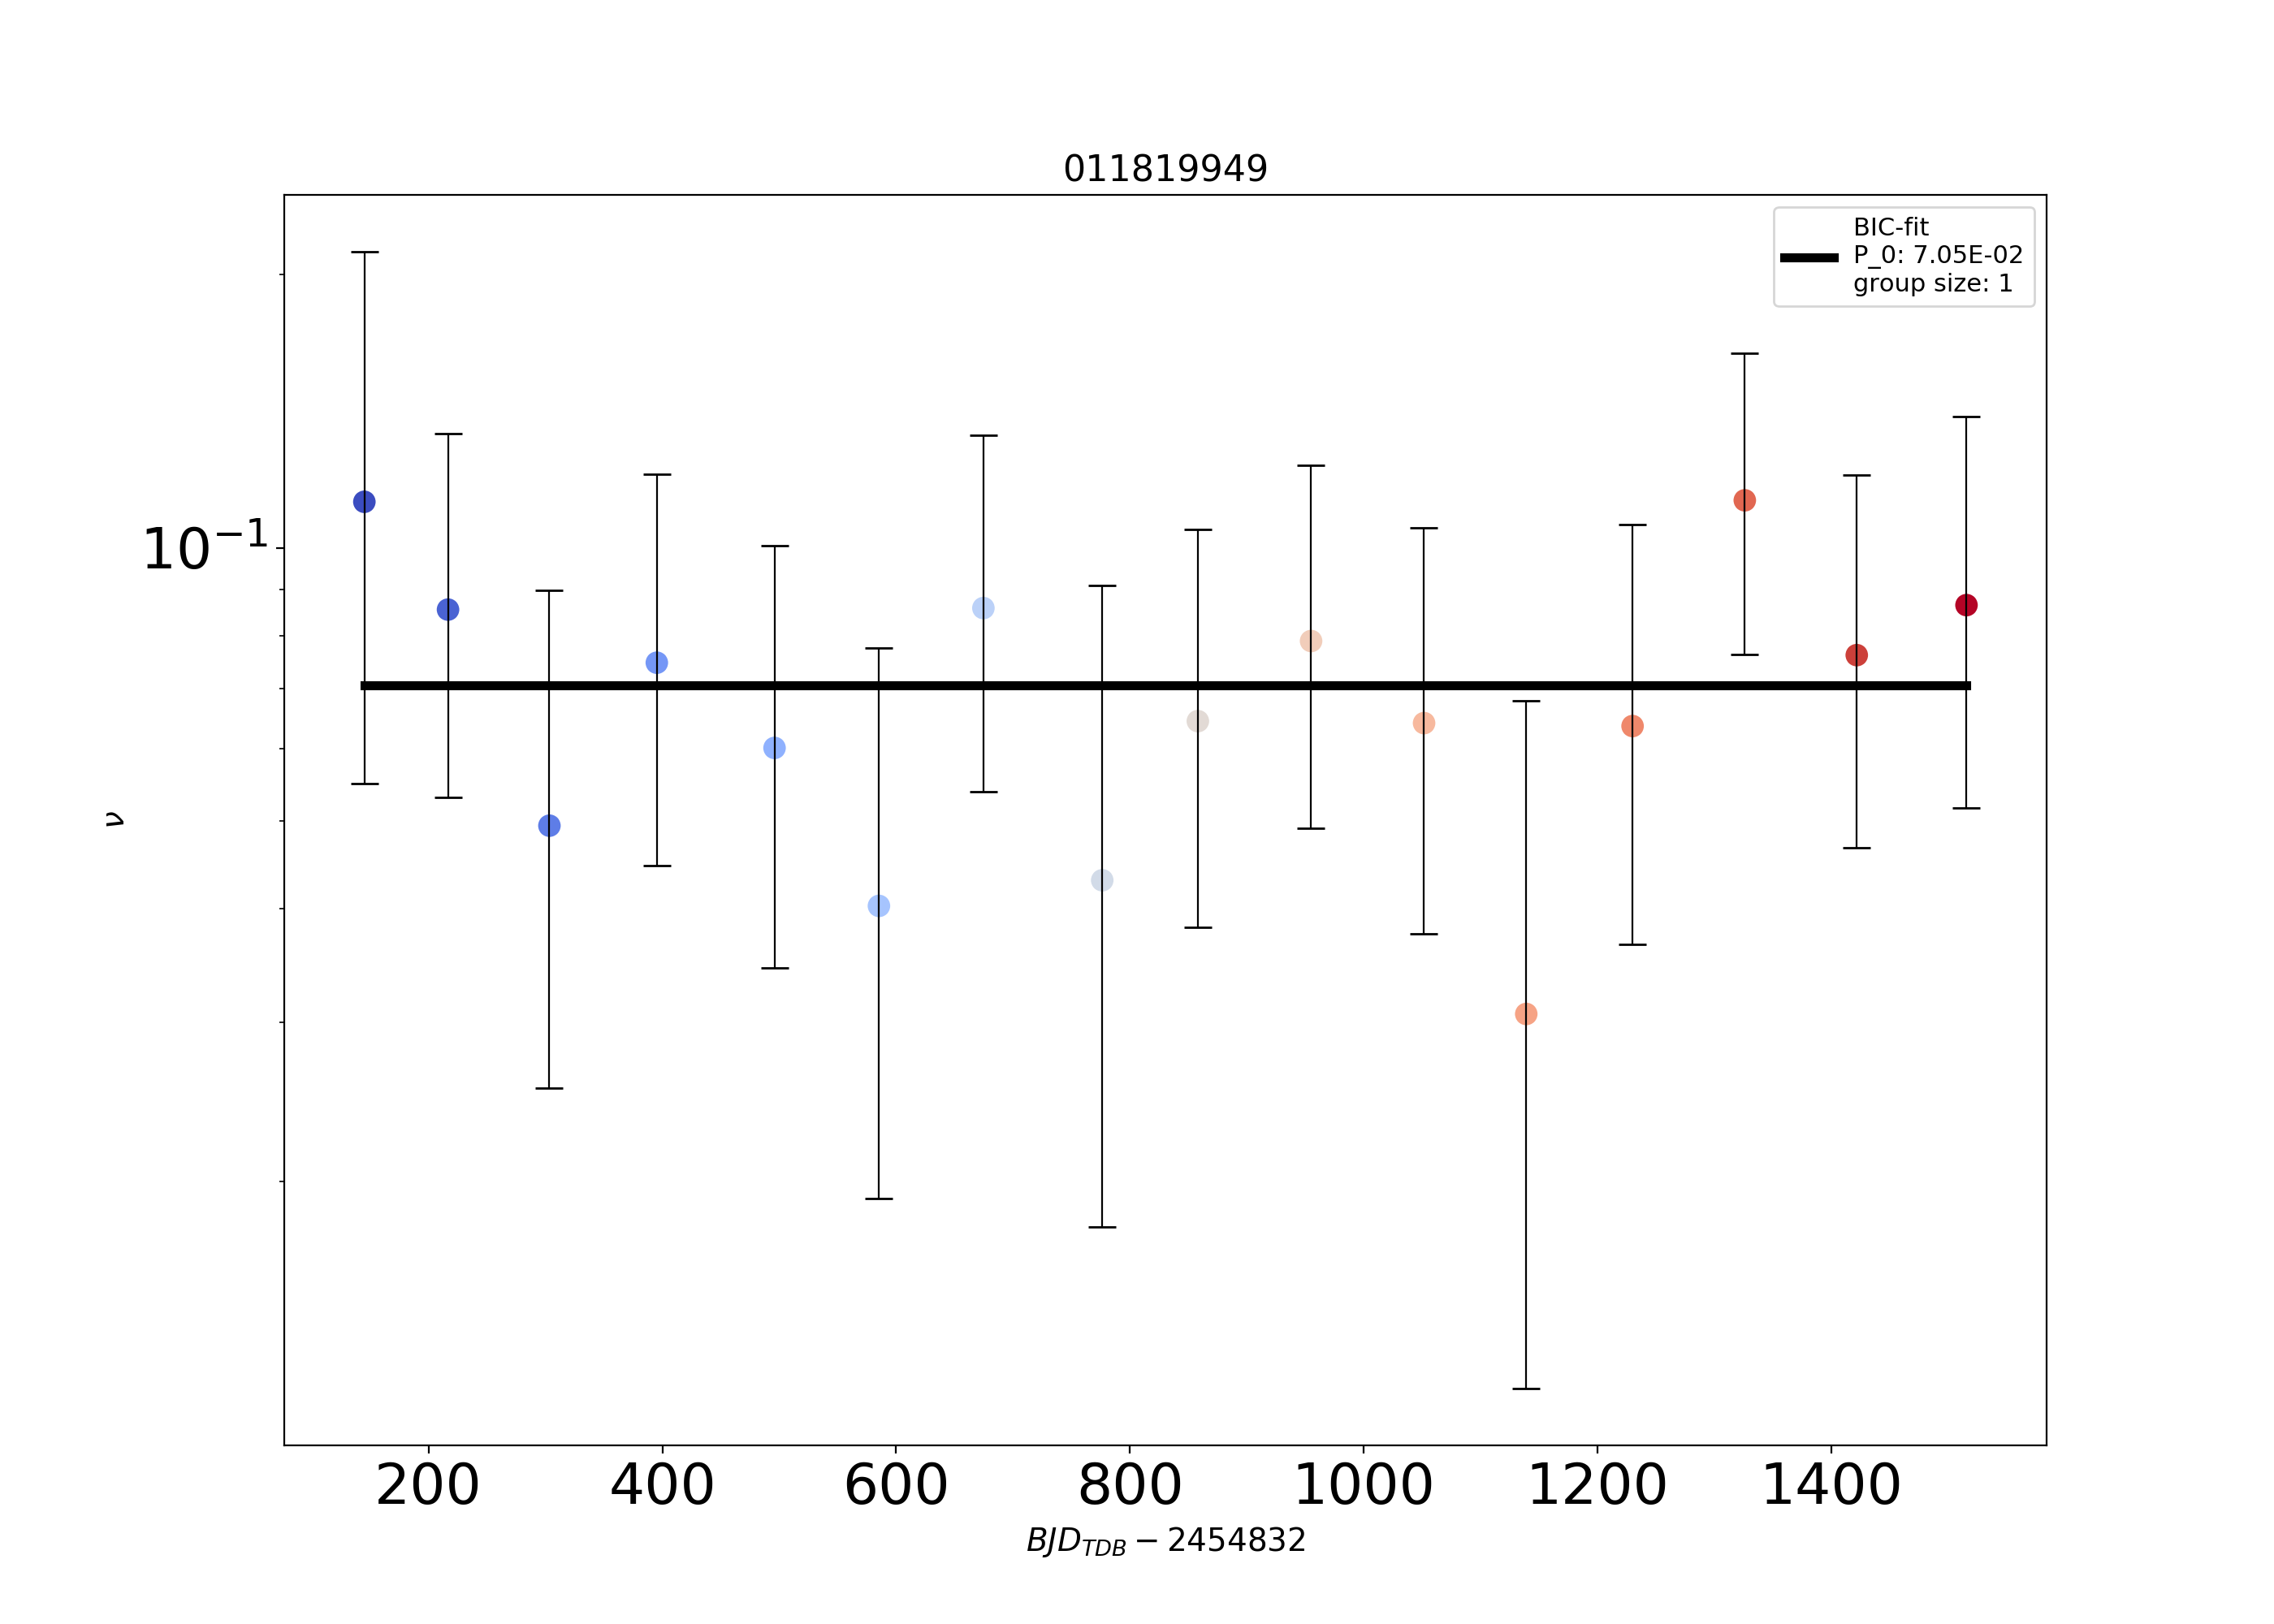 011819949
BIC-fit
P_0: 7.05E-02
group size: 1
10⁻¹
ν
200 400 600 800 1000 1200 1400
BJD_{TDB} − 2454832